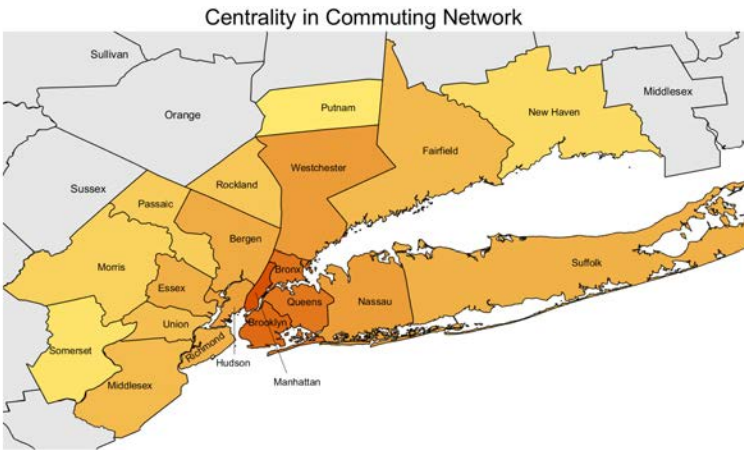 Centrality in Commuting Network
Sullivan
Orange
Putnam
New Haven
Middlesex
Fairfield
Westchester
Sussex
Rockland
Passaic
Bergen
Morris
Bronx
Suffolk
Essex
Queens
Nassau
Union
Brooklyn
Somerset
Richmond
Hudson
Middlesex
Manhattan